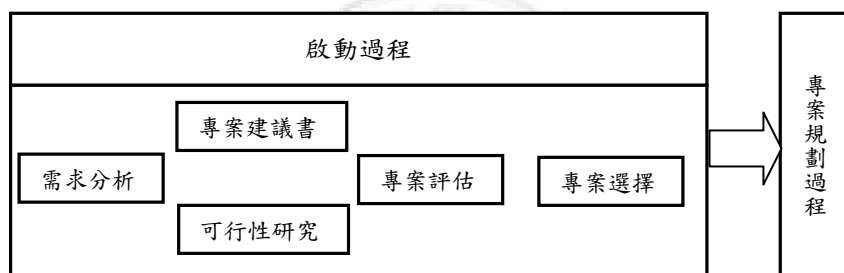 啟動過程
專案建議書
需求分析
專案評估
專案選擇
可行性研究
專案規劃過程